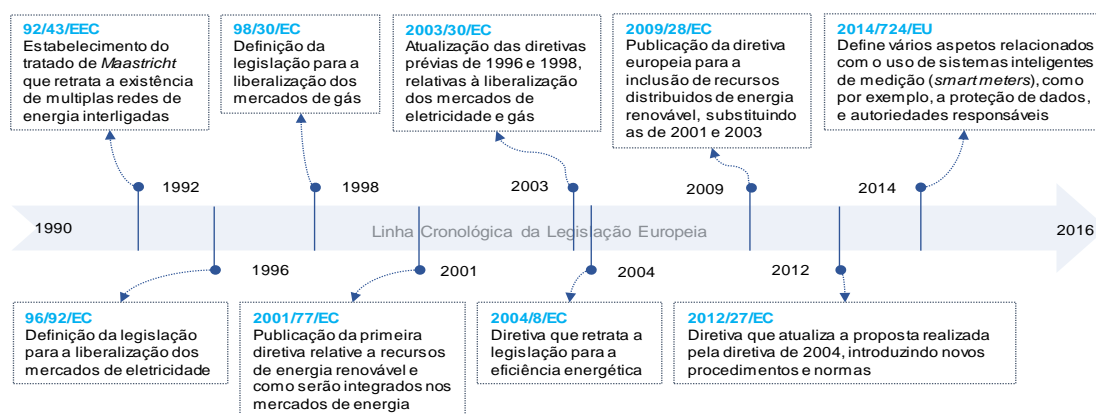 92/43/EEC
Estabelecimento do
tratado de Maastricht
que retrata a existência
de multiplas redes de
energia interligadas
98/30/EC
Definição da
legislação para a
liberalização dos
mercados de gás
2003/30/EC
Atualização das diretivas
prévias de 1996 e 1998,
relativas à liberalização
dos mercados de
eletricidade e gás
2009/28/EC
Publicação da diretiva
europeia para a
inclusão de recursos
distribuidos de energia
renovável, substituindo
as de 2001 e 2003
2014/724/EU
Define vários aspetos relacionados
com o uso de sistemas inteligentes
de medição (smart meters), como
por exemplo, a proteção de dados,
e autoriedades responsáveis
1992
1998
2003
2009
2014
1990
Linha Cronológica da Legislação Europeia
2016
1996
2001
2004
2012
96/92/EC
Definição da legislação
para a liberalização dos
mercados de eletricidade
2001/77/EC
Publicação da primeira
diretiva relative a recursos
de energia renovável e
como serão integrados nos
mercados de energia
2004/8/EC
Diretiva que retrata a
legislação para a
eficiência energética
2012/27/EC
Diretiva que atualiza a proposta realizada
pela diretiva de 2004, introduzindo novos
procedimentos e normas